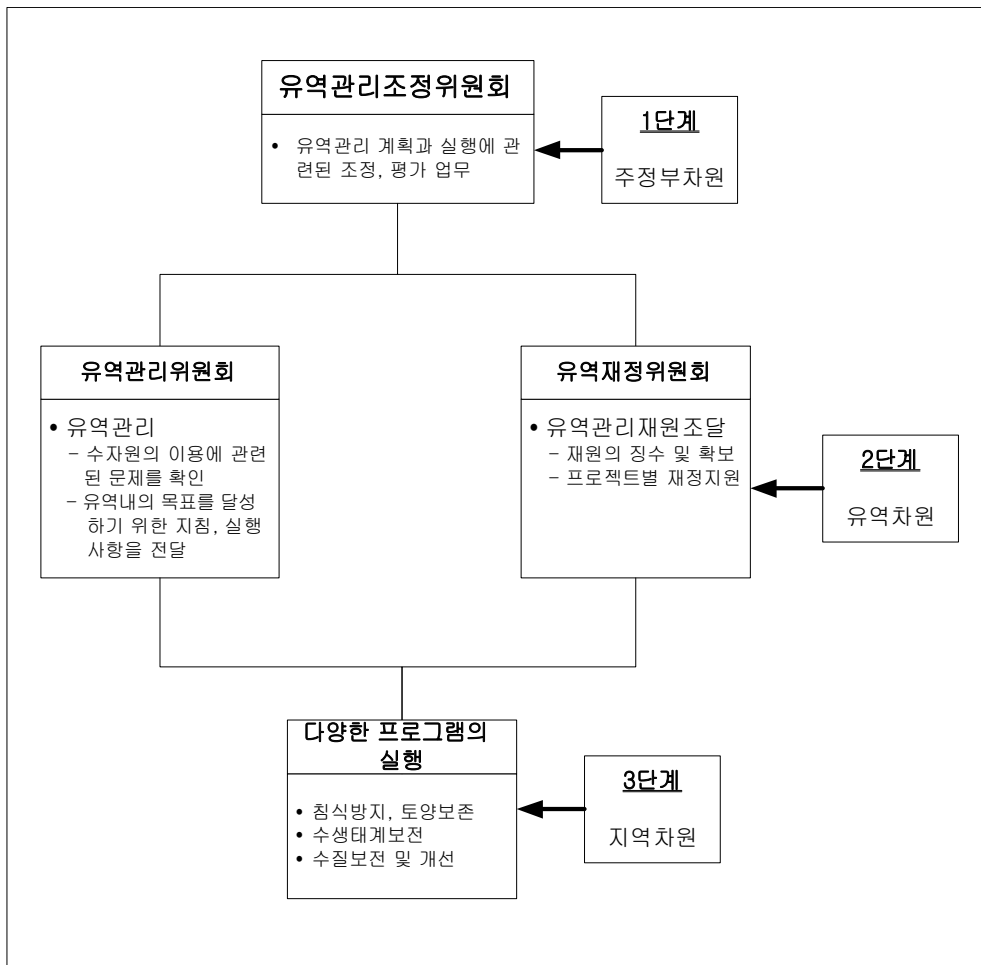 유역관리조정위원회
• 유역관리 계획과 실행에 관
련된 조정, 평가 업무
1단계
주정부차원
유역관리위원회
• 유역관리
– 수자원의 이용에 관련
된 문제를 확인
– 유역내의 목표를 달성
하기 위한 지침, 실행
사항을 전달
유역재정위원회
• 유역관리재원조달
– 재원의 징수 및 확보
– 프로젝트별 재정지원
2단계
유역차원
다양한 프로그램의
실행
• 침식방지, 토양보존
• 수생태계보전
• 수질보전 및 개선
3단계
지역차원